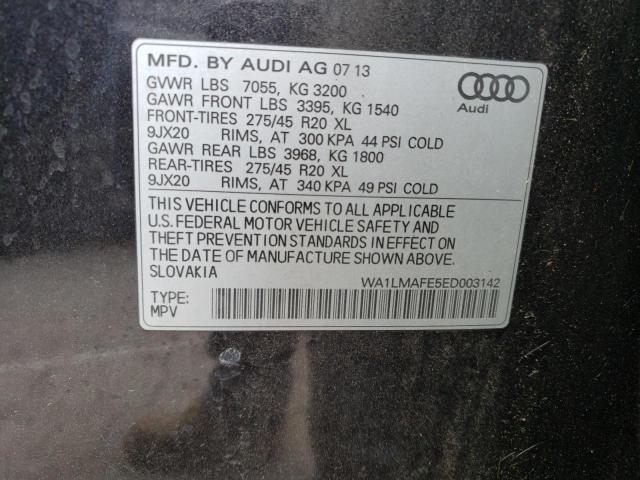 MFD. BY AUDI AG 07 13
GVWR LBS 7055, KG 3200
GAWR FRONT LBS 3395, KG 1540
FRONT-TIRES 275/45 R20 XL
9JX20 RIMS, AT 300 KPA 44 PSI COLD
GAWR REAR LBS 3968, KG 1800
REAR-TIRES 275/45 R20 XL
9JX20 RIMS, AT 340 KPA 49 PSI COLD
Audi
THIS VEHICLE CONFORMS TO ALL APPLICABLE
U.S. FEDERAL MOTOR VEHICLE SAFETY AND
THEFT PREVENTION STANDARDS IN EFFECT ON
THE DATE OF MANUFACTURE SHOWN ABOVE.
SLOVAKIA
WA1LMAFE5ED003142
TYPE:
MPV